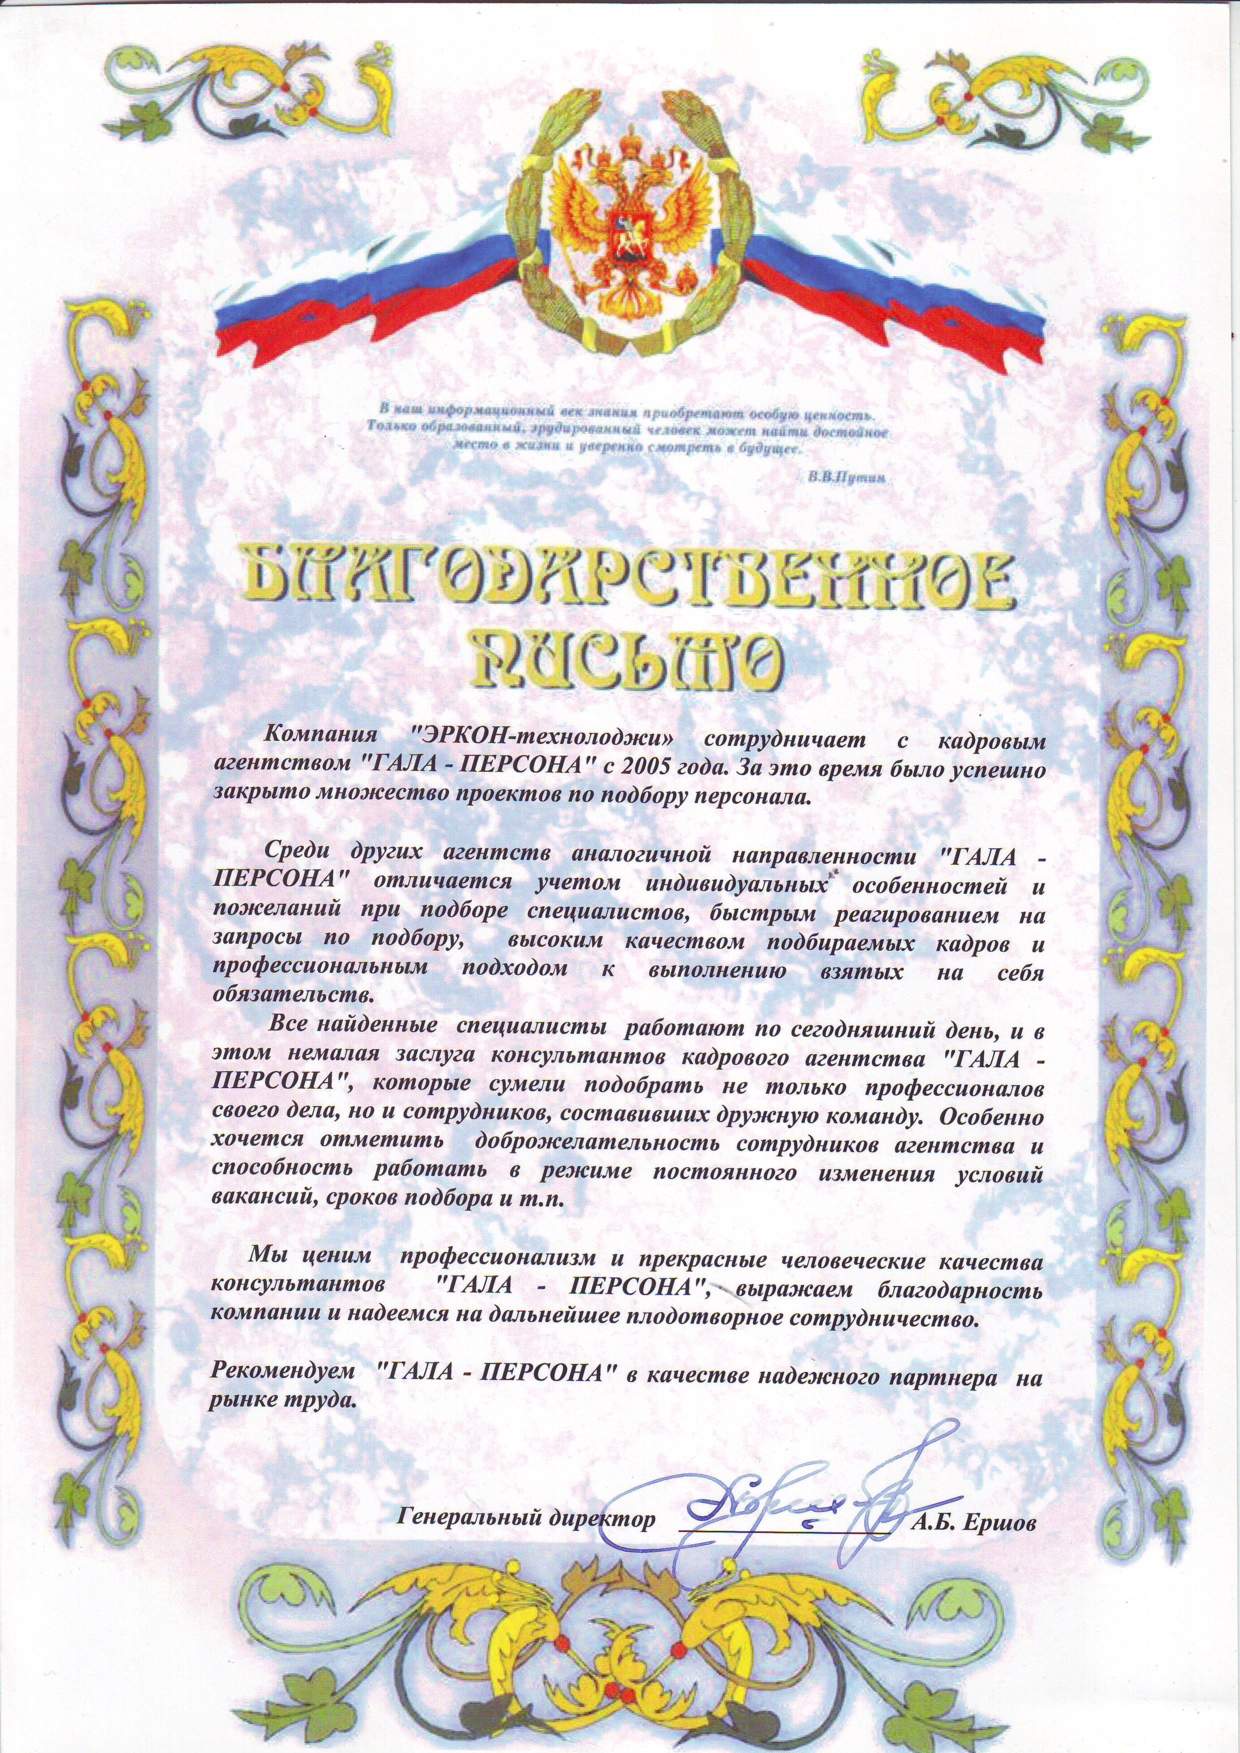 В наш информационный век знания приобретают особую ценность.
Только образованный, эрудированный человек может найти достойное
место в жизни и уверенно смотреть в будущее.
В.В.Путин
БЛАГОДАРСТВЕННОЕ
ПИСЬМО
Компания "ЭРКОН-технолоджи» сотрудничает с кадровым
агентством "ГАЛА - ПЕРСОНА" с 2005 года. За это время было успешно
закрыто множество проектов по подбору персонала.
Среди других агентств аналогичной направленности "ГАЛА -
ПЕРСОНА" отличается учетом индивидуальных особенностей и
пожеланий при подборе специалистов, быстрым реагированием на
запросы по подбору, высоким качеством подбираемых кадров и
профессиональным подходом к выполнению взятых на себя
обязательств.
Все найденные специалисты работают по сегодняшний день, и в
этом немалая заслуга консультантов кадрового агентства "ГАЛА -
ПЕРСОНА", которые сумели подобрать не только профессионалов
своего дела, но и сотрудников, составивших дружную команду. Особенно
хочется отметить доброжелательность сотрудников агентства и
способность работать в режиме постоянного изменения условий
вакансий, сроков подбора и т.п.
Мы ценим профессионализм и прекрасные человеческие качества
консультантов "ГАЛА - ПЕРСОНА", выражаем благодарность
компании и надеемся на дальнейшее плодотворное сотрудничество.
Рекомендуем "ГАЛА - ПЕРСОНА" в качестве надежного партнера на
рынке труда.
Генеральный директор А.Б. Ершов